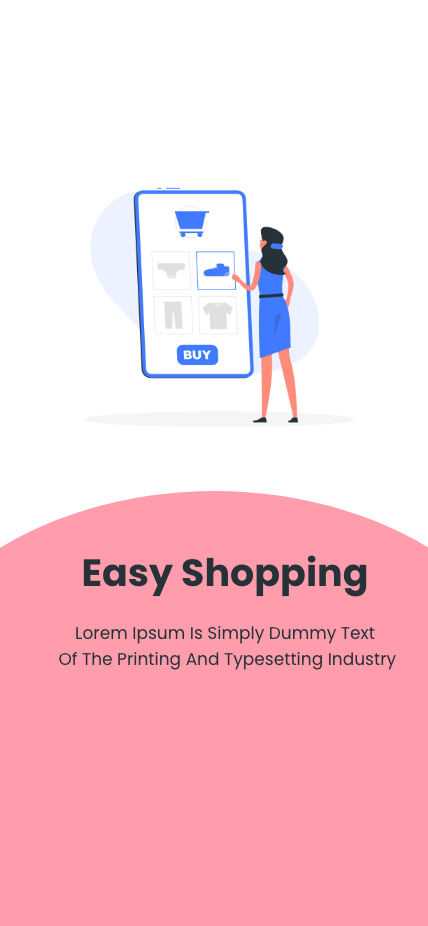 BUY
Easy Shopping
Lorem Ipsum Is Simply Dummy Text
Of The Printing And Typesetting Industry